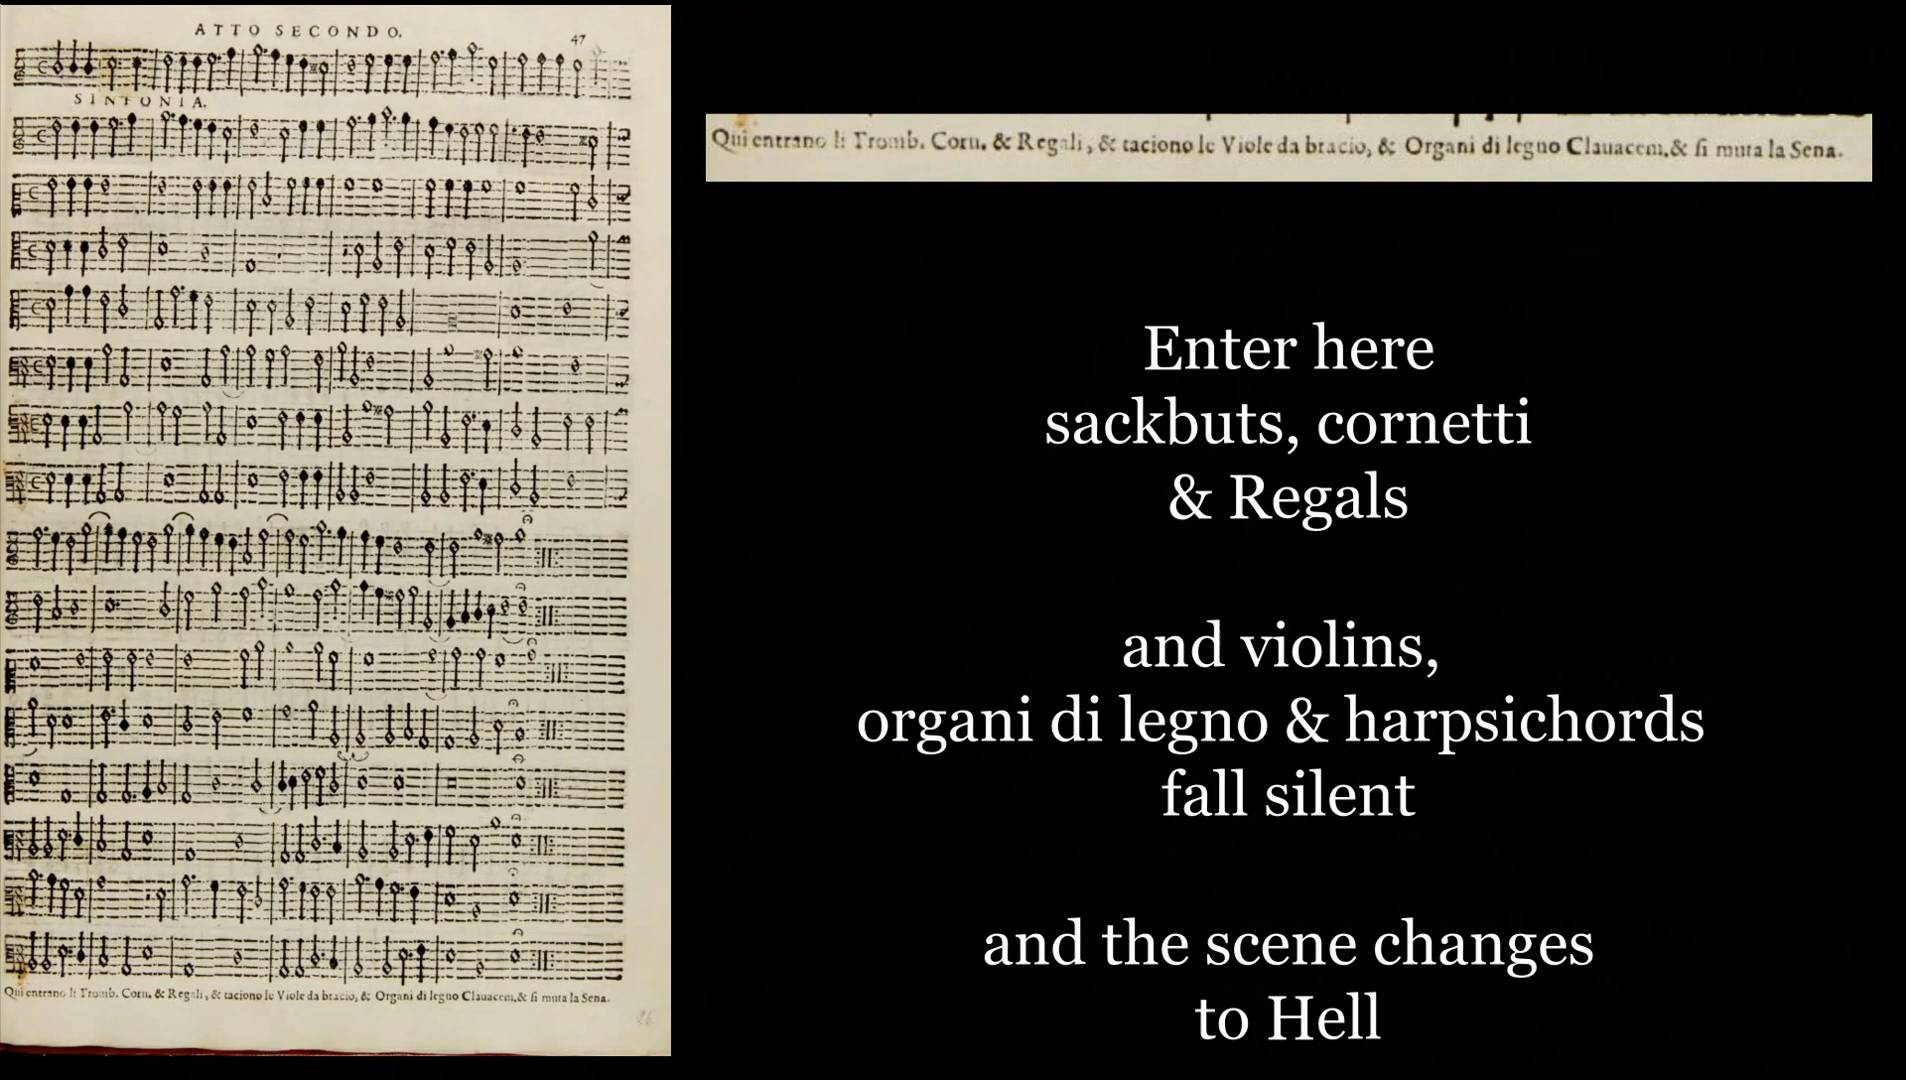 ATTO SECONDO.
47
SINFONIA.
Qui entrano li Tromb. Corn. & Regali, & taciono le Viole da bracio, & Organi di legno Clauacem. & si muta la Sena.
26
Qui entrano li Tromb. Corn. & Regali, & taciono le Viole da bracio, & Organi di legno Clauacem. & si muta la Sena.
Enter here
sackbuts, cornetti
& Regals
and violins,
organi di legno & harpsichords
fall silent
and the scene changes
to Hell